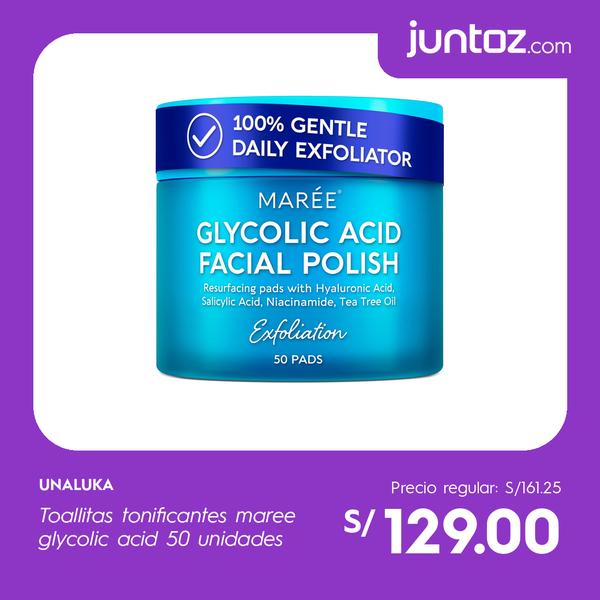 juntoz.com
100% GENTLE
DAILY EXFOLIATOR
MARÉE®
GLYCOLIC ACID
FACIAL POLISH
Resurfacing pads with Hyaluronic Acid,
Salicylic Acid, Niacinamide, Tea Tree Oil
Exfoliation
50 PADS
UNALUKA
Toallitas tonificantes maree
glycolic acid 50 unidades
Precio regular: S/161.25
S/ 129.00